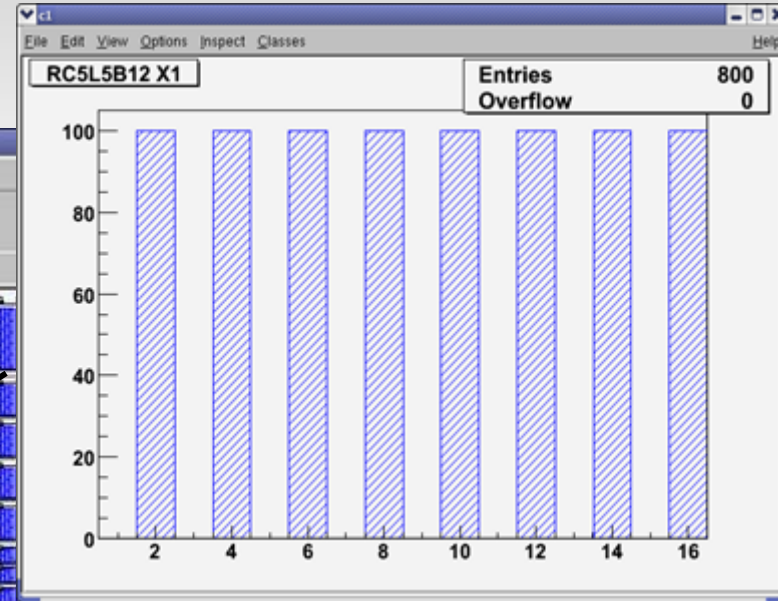 c1
File Edit View Options Inspect Classes Help
RC5L5B12 X1
Entries 800
Overflow 0
100
80
60
40
20
0
2 4 6 8 10 12 14 16